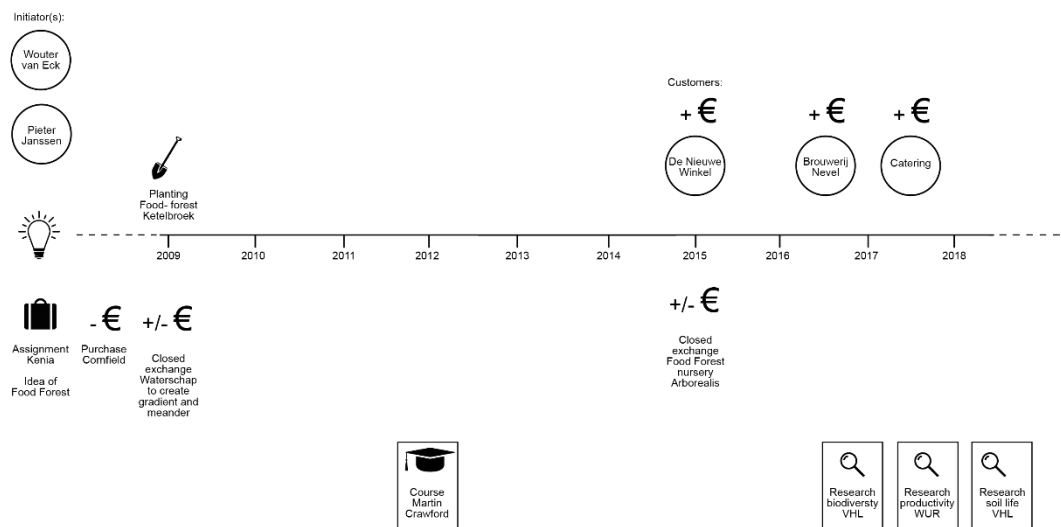 Initiator(s):
Wouter
van Eck
Pieter
Janssen
Customers:
+ €
+ €
+ €
De Nieuwe
Winkel
Brouwerij
Nevel
Catering
Planting
Food- forest
Ketelbroek
2009
2010
2011
2012
2013
2014
2015
2016
2017
2018
Assignment
Kenia
Idea of
Food Forest
- €
Purchase
Cornfield
+/- €
Closed
exchange
Waterschap
to create
gradient and
meander
+/- €
Closed
exchange
Food Forest
nursery
Arborealis
Course
Martin
Crawford
Research
biodiversty
VHL
Research
productivity
WUR
Research
soil life
VHL